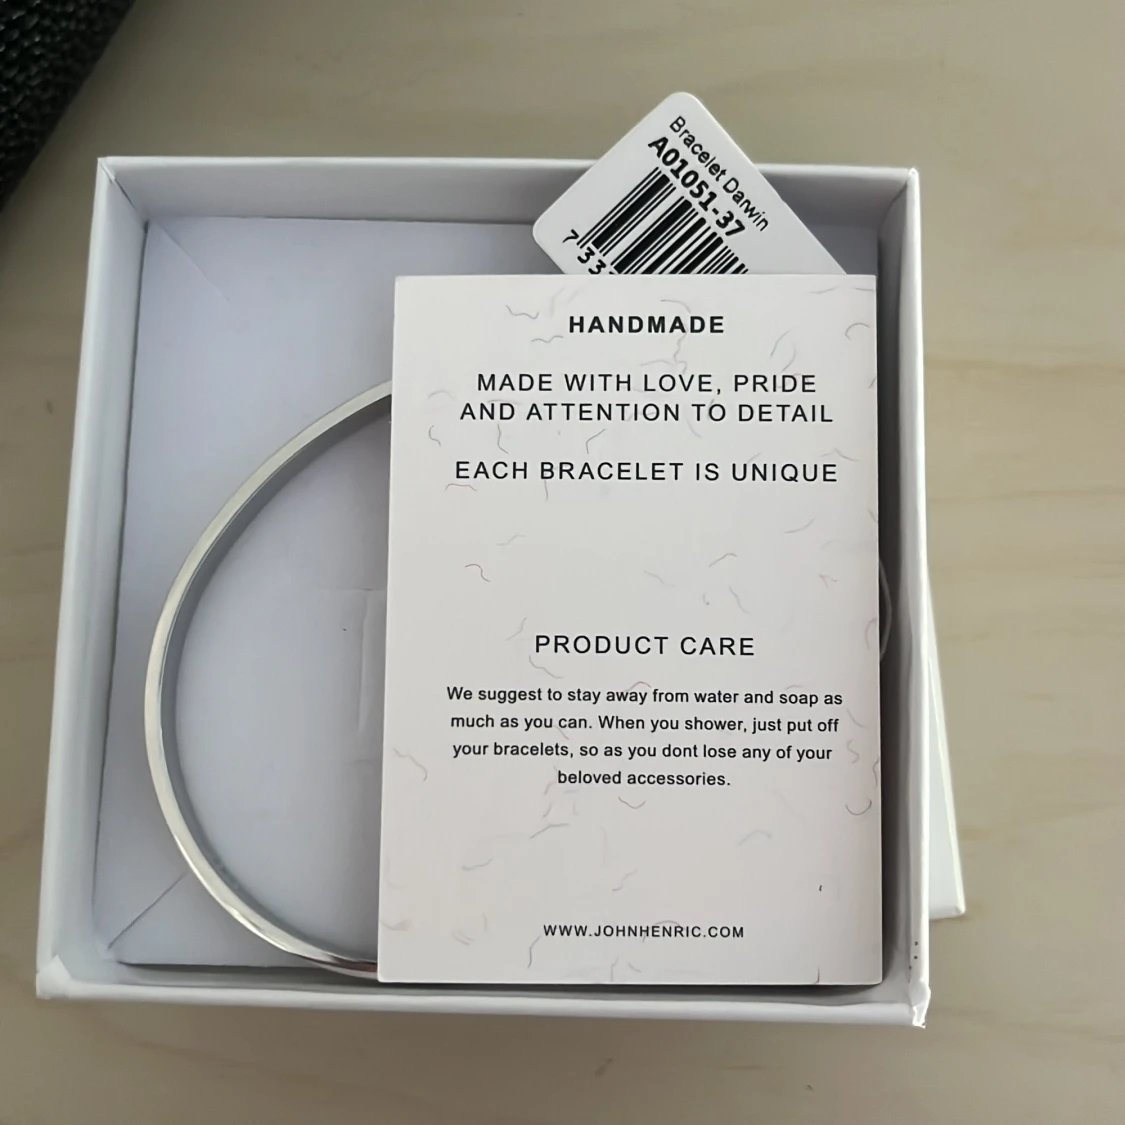 Bracelet Darwin
A01051-37
7 33
HANDMADE
MADE WITH LOVE, PRIDE
AND ATTENTION TO DETAIL
EACH BRACELET IS UNIQUE
PRODUCT CARE
We suggest to stay away from water and soap as
much as you can. When you shower, just put off
your bracelets, so as you dont lose any of your
beloved accessories.
WWW.JOHNHENRIC.COM